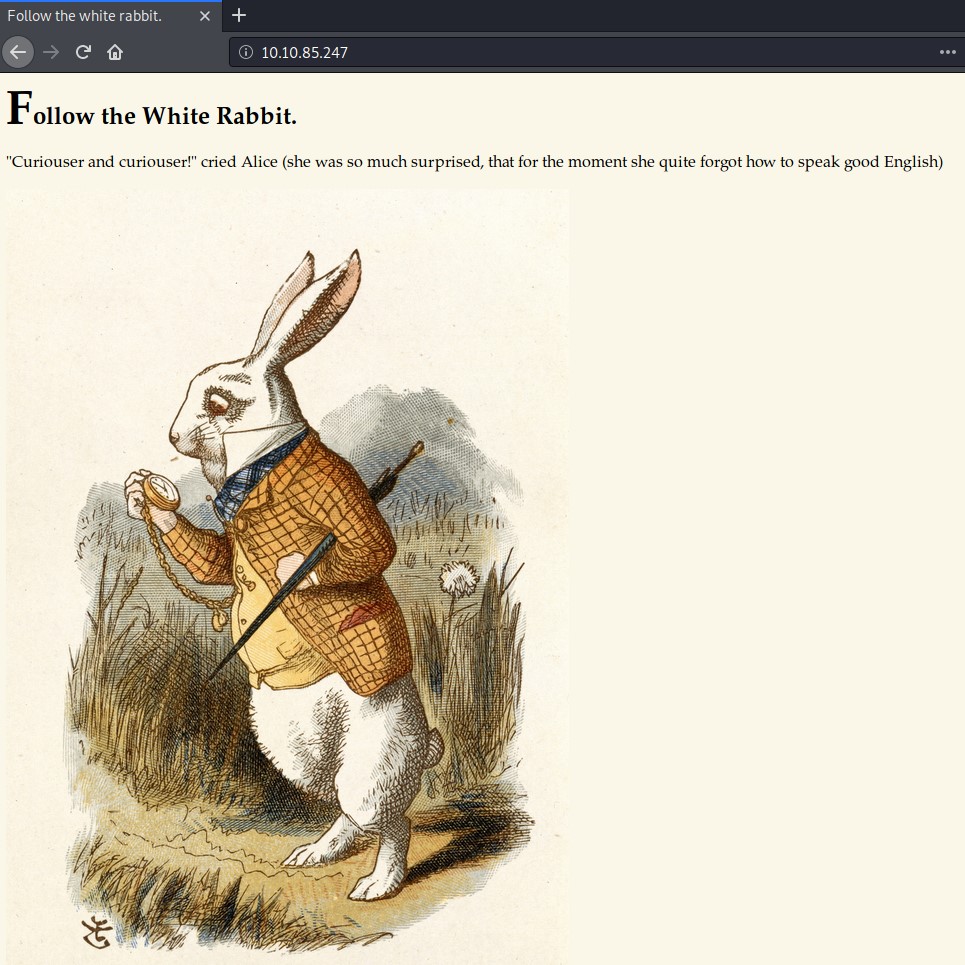 Follow the white rabbit.
10.10.85.247
Follow the White Rabbit.
"Curiouser and curiouser!" cried Alice (she was so much surprised, that for the moment she quite forgot how to speak good English)